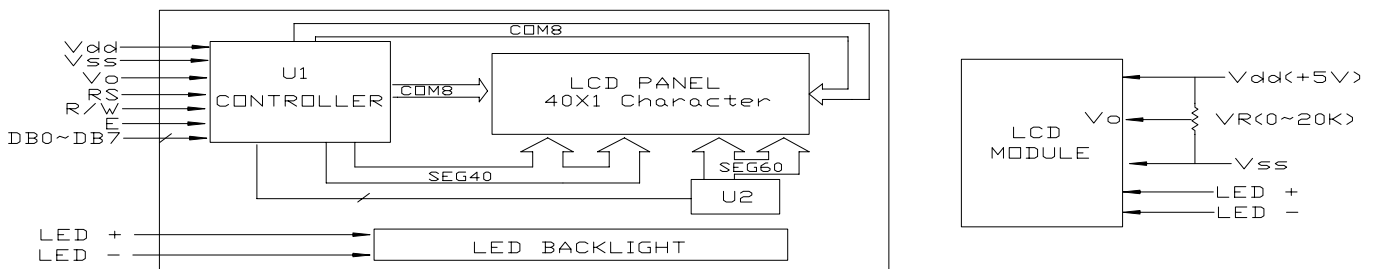 COM8
Vdd
Vss
Vo
RS
R/W
E
DB0~DB7
U1
CONTROLLER
COM8
LCD PANEL
40X1 Character
SEG40
SEG60
U2
LED +
LED -
LED BACKLIGHT
LCD
MODULE
Vdd(+5V)
Vo
VR(0~20K)
Vss
LED +
LED -